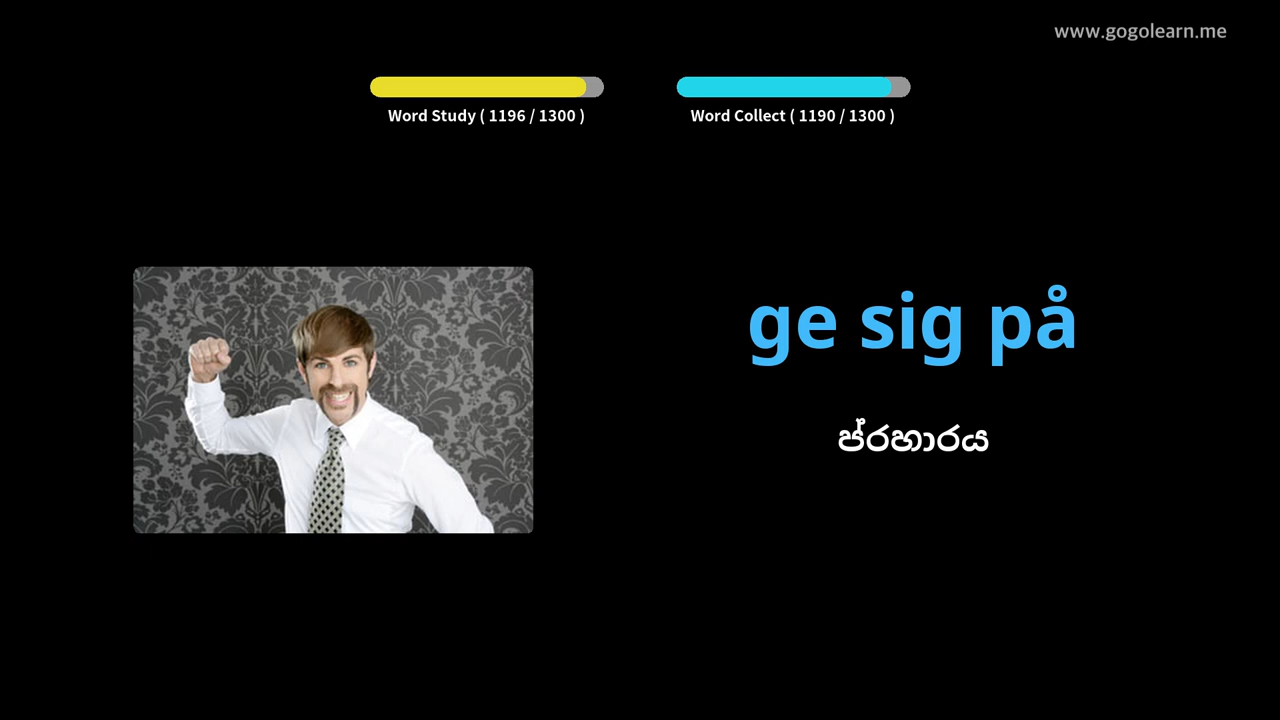 www.gogolearn.me
Word Study ( 1196 / 1300 )
Word Collect ( 1190 / 1300 )
ge sig på
ප්රහාරය